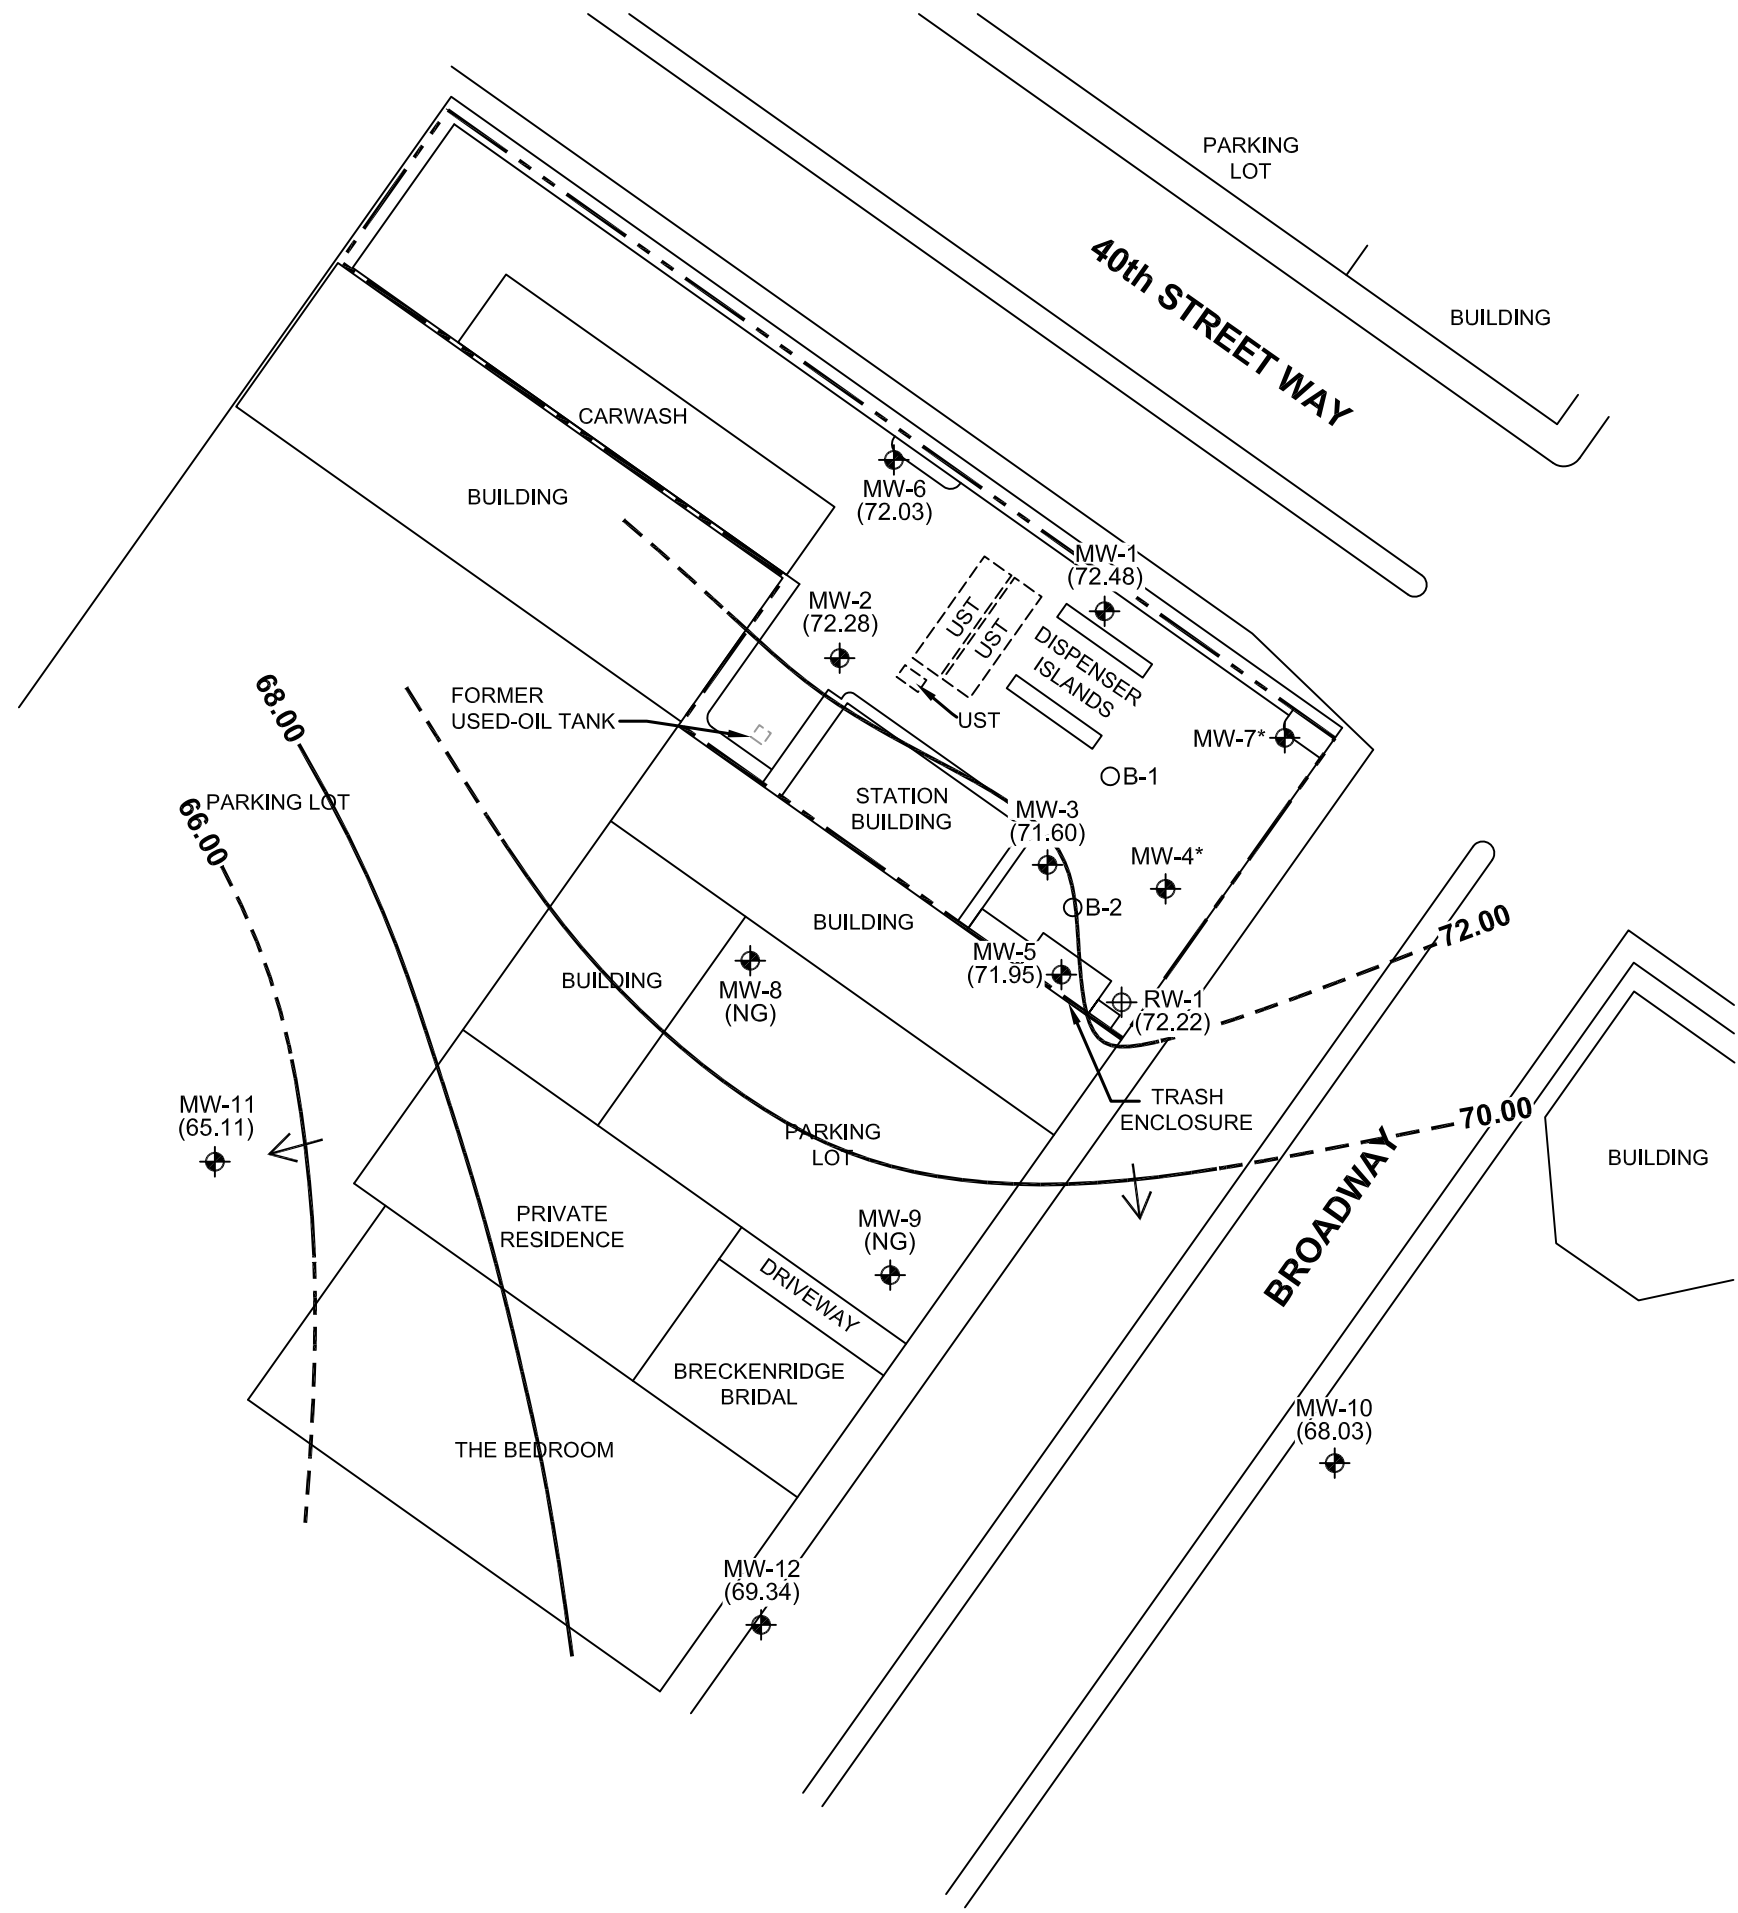 PARKING
LOT
40th STREET WAY
BUILDING
CARWASH
BUILDING
MW-6
(72.03)
MW-1
(72.48)
MW-2
(72.28)
UST
UST
DISPENSER
ISLANDS
FORMER
USED-OIL TANK
UST
MW-7*
68.00
B-1
PARKING LOT
66.00
STATION
BUILDING
MW-3
(71.60)
MW-4*
B-2
BUILDING
72.00
MW-5
(71.95)
BUILDING
MW-8
(NG)
RW-1
(72.22)
TRASH
ENCLOSURE
70.00
MW-11
(65.11)
PARKING
LOT
BUILDING
BROADWAY
PRIVATE
RESIDENCE
MW-9
(NG)
DRIVEWAY
BRECKENRIDGE
BRIDAL
MW-10
(68.03)
THE BEDROOM
MW-12
(69.34)